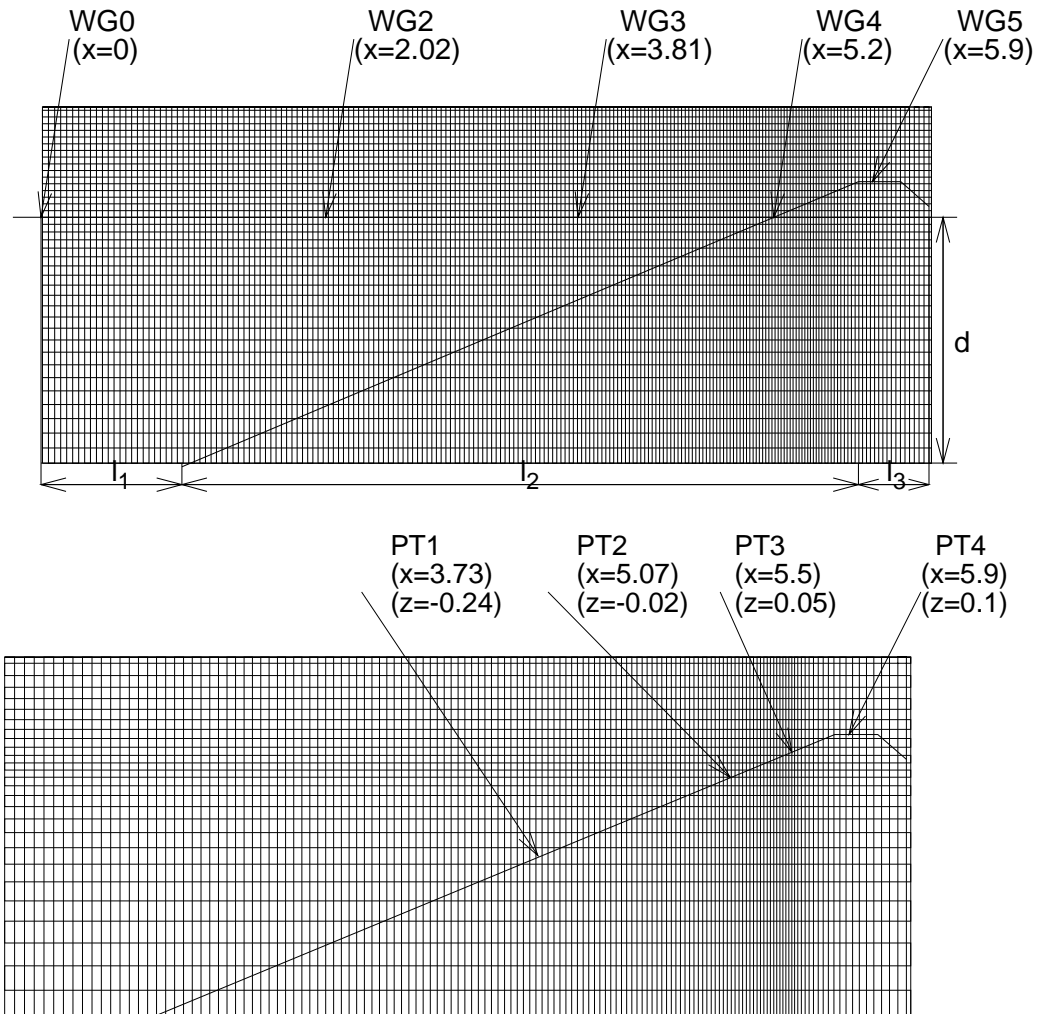 WG0
(x=0)
WG2
(x=2.02)
WG3
(x=3.81)
WG4
(x=5.2)
WG5
(x=5.9)
d
l1
l2
l3
PT1
(x=3.73)
(z=-0.24)
PT2
(x=5.07)
(z=-0.02)
PT3
(x=5.5)
(z=0.05)
PT4
(x=5.9)
(z=0.1)